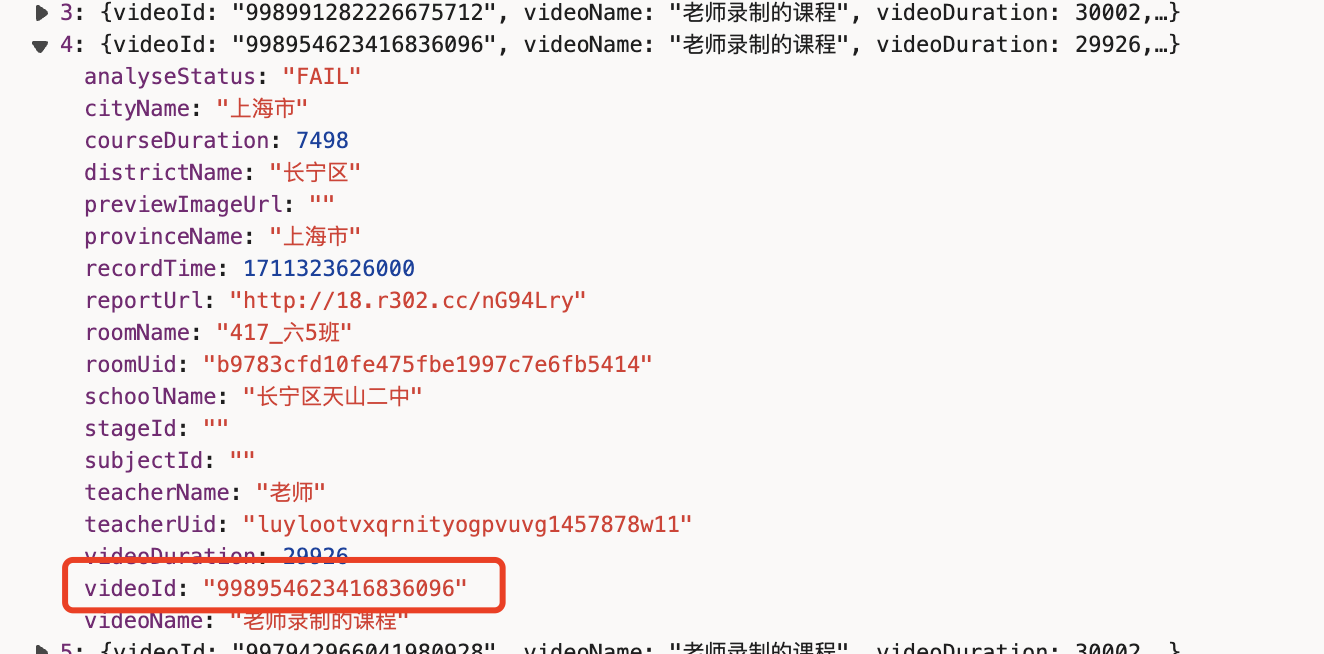 3: {videoId: "998991282226675712", videoName: "老师录制的课程", videoDuration: 30002,…}
4: {videoId: "998954623416836096", videoName: "老师录制的课程", videoDuration: 29926,…}
analyseStatus: "FAIL"
cityName: "上海市"
courseDuration: 7498
districtName: "长宁区"
previewImageUrl: ""
provinceName: "上海市"
recordTime: 1711323626000
reportUrl: "http://18.r302.cc/nG94Lry"
roomName: "417_六5班"
roomUid: "b9783cfd10fe475fbe1997c7e6fb5414"
schoolName: "长宁区天山二中"
stageId: ""
subjectId: ""
teacherName: "老师"
teacherUid: "luylootvxqrnityogpvuvg1457878w11"
videoDuration: 29926
videoId: "998954623416836096"
videoName: "老师录制的课程"
5: {videoId: "997942966041980928", videoName: "老师录制的课程", videoDuration: 30002,…}